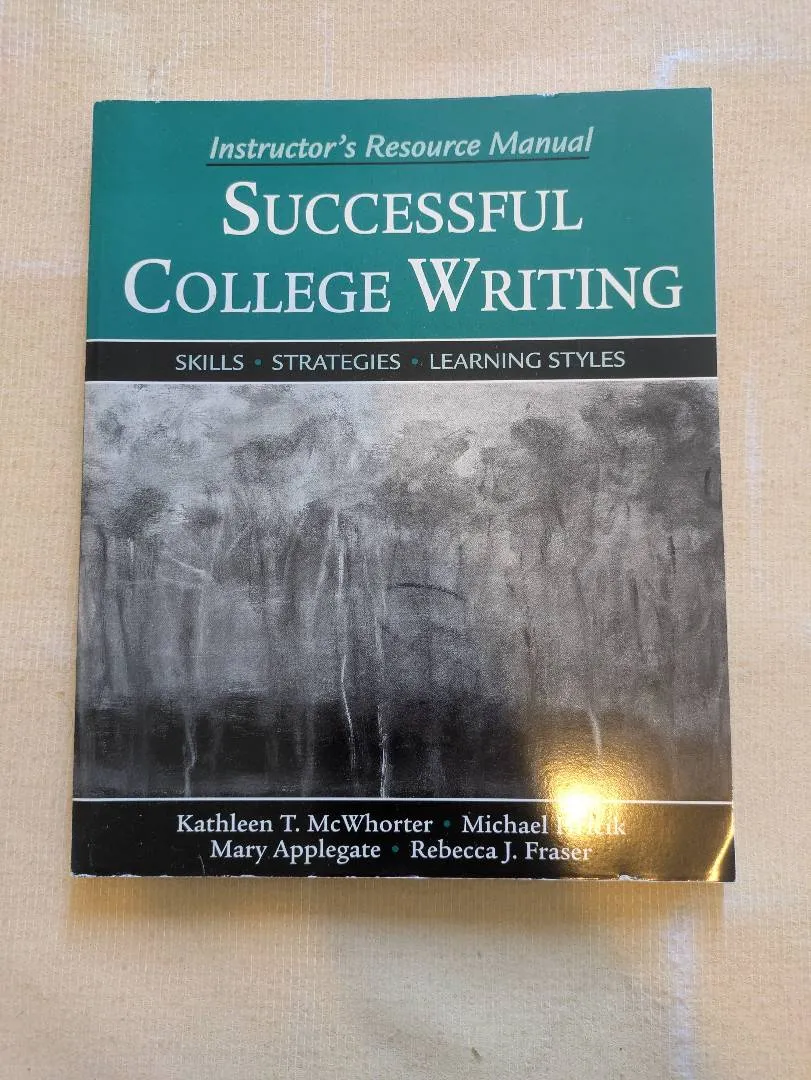 Instructor's Resource Manual
SUCCESSFUL
COLLEGE WRITING
SKILLS • STRATEGIES • LEARNING STYLES
Kathleen T. McWhorter • Michael
Mary Applegate • Rebecca J. Fraser